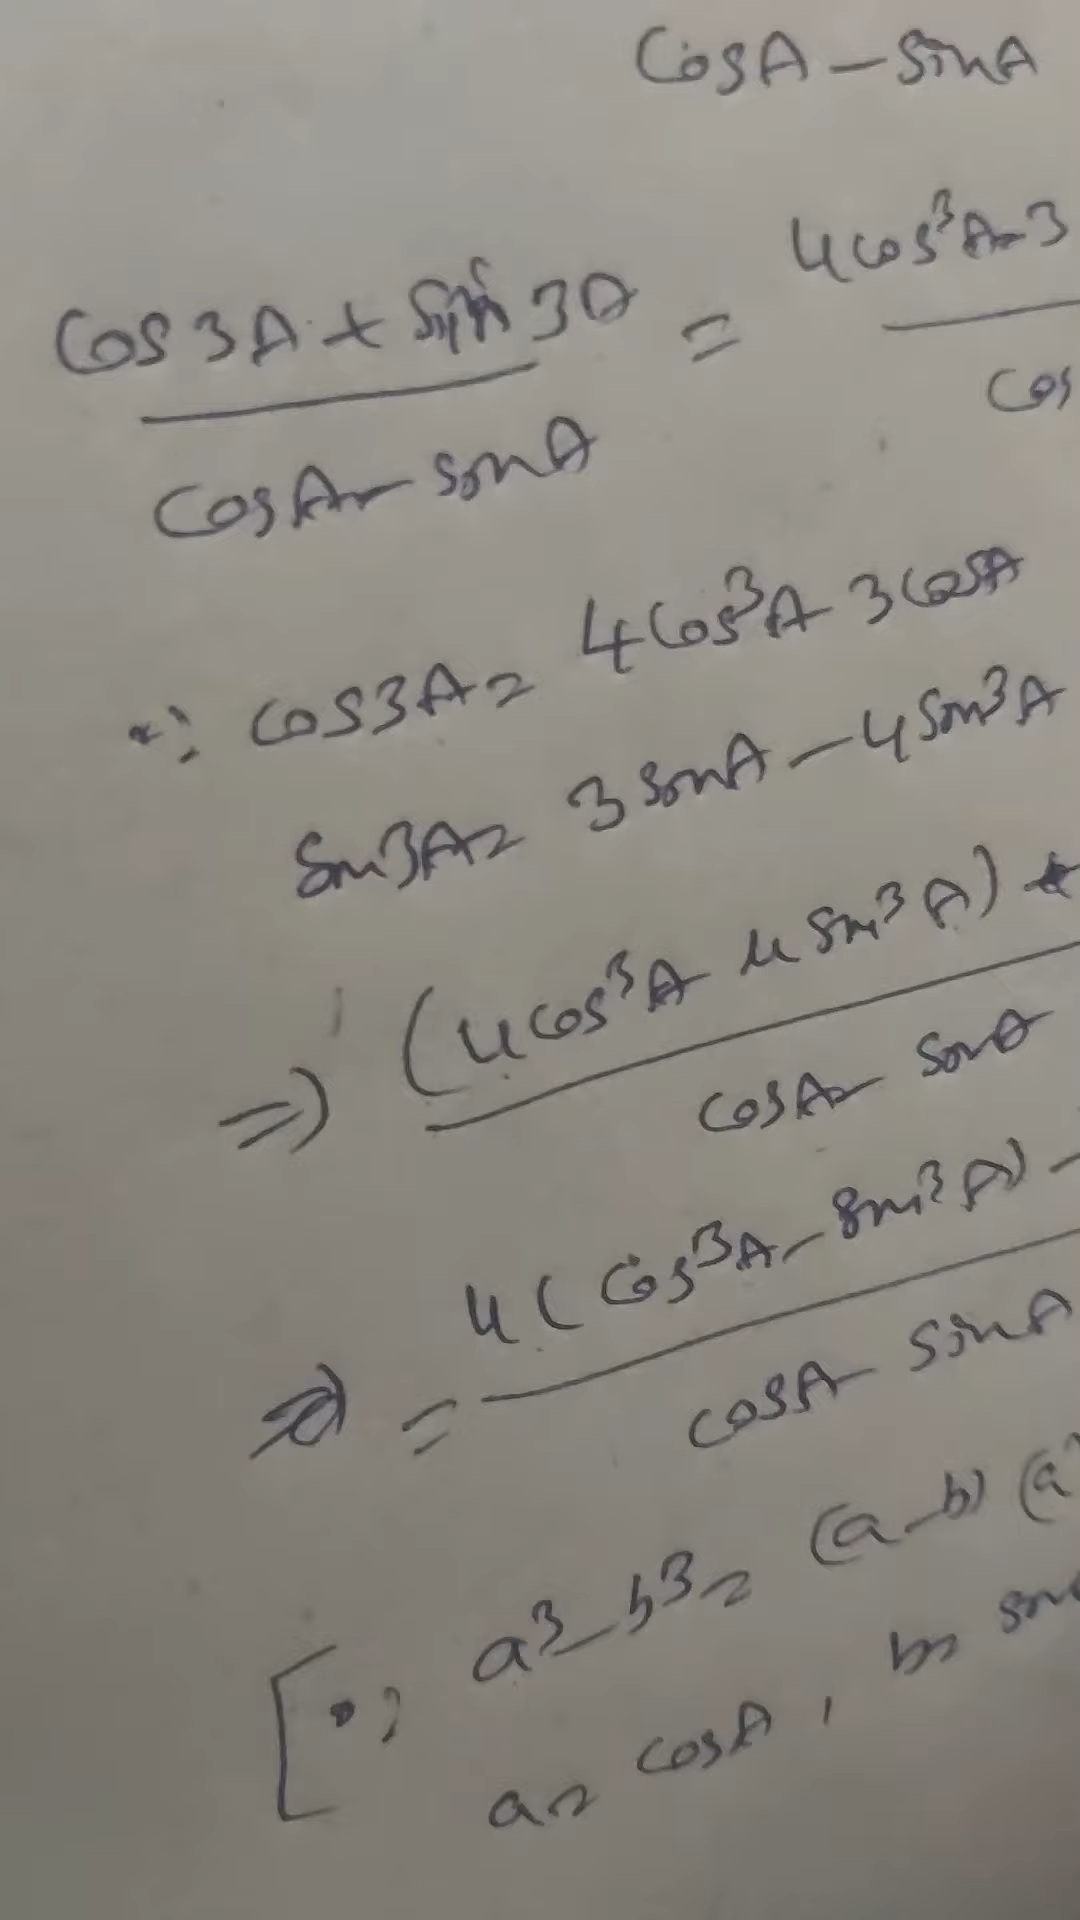 CosA - sinA
Cos3A + Sin3A = 4cos³A-3
CosA - sinA cos
∵ cos3A = 4Cos³A - 3cosA
Sin3A = 3sinA - 4sin³A
⇒ (4cos³A - 4sin³A) +
cosA - sinA
= 4(Cos³A - sin³A) -
cosA - sinA
[∵ a³-b³ = (a-b) (a²
a = cosA, b = sin